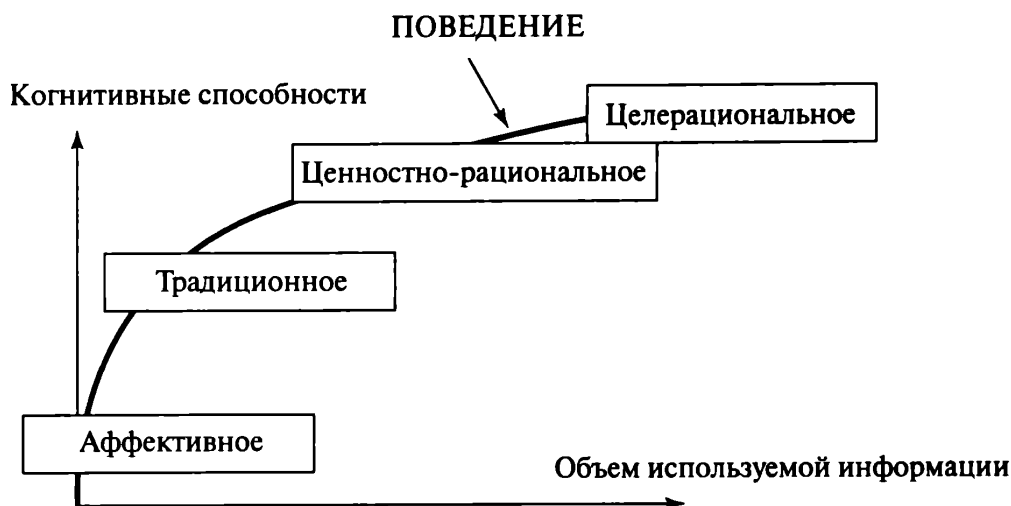 ПОВЕДЕНИЕ
Когнитивные способности
Целерациональное
Ценностно-рациональное
Традиционное
Аффективное
Объем используемой информации